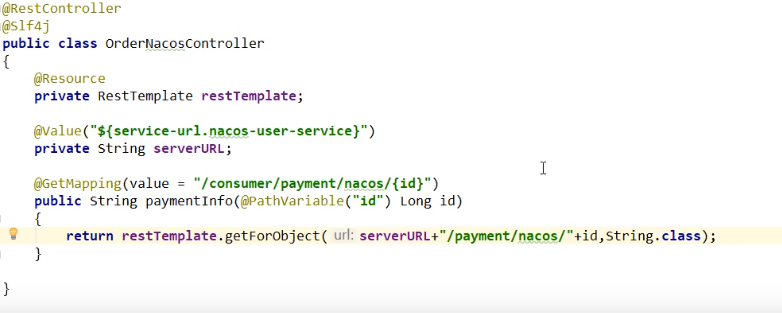 @RestController
@Slf4j
public class OrderNacosController
{
    @Resource
    private RestTemplate restTemplate;

    @Value("${service-url.nacos-user-service}")
    private String serverURL;

    @GetMapping(value = "/consumer/payment/nacos/{id}")
    public String paymentInfo(@PathVariable("id") Long id)
    {
        return restTemplate.getForObject( url: serverURL+"/payment/nacos/"+id,String.class);
    }

}